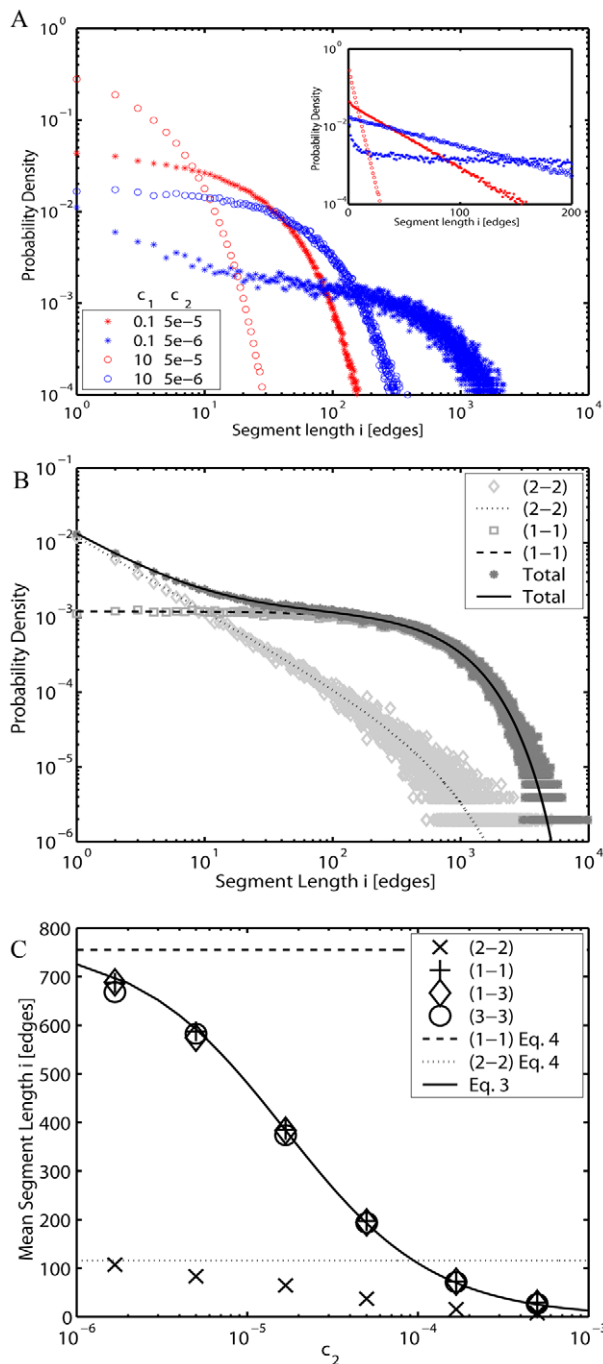 A
10^0
10^-1
10^-2
10^-3
10^-4
Probability Density
10^0 10^1 10^2 10^3 10^4
Segment length i [edges]
c_1 c_2
0.1 5e−5
0.1 5e−6
10 5e−5
10 5e−6
10^0
10^-2
10^-4
Probability Density
0 100 200
Segment length i [edges]
B
10^-1
10^-2
10^-3
10^-4
10^-5
10^-6
Probability Density
10^0 10^1 10^2 10^3 10^4
Segment Length i [edges]
(2−2)
(2−2)
(1−1)
(1−1)
Total
Total
C
800
700
600
500
400
300
200
100
0
Mean Segment Length i [edges]
10^-6 10^-5 10^-4 10^-3
c_2
(2−2)
(1−1)
(1−3)
(3−3)
(1−1) Eq. 4
(2−2) Eq. 4
Eq. 3